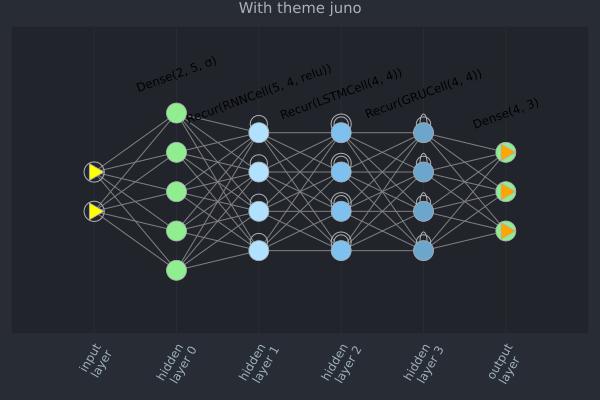 With theme juno
Dense(2, 5, σ)
Recur(RNNCell(5, 4, relu))
Recur(LSTMCell(4, 4))
Recur(GRUCell(4, 4))
Dense(4, 3)
input
layer
hidden
layer 0
hidden
layer 1
hidden
layer 2
hidden
layer 3
output
layer